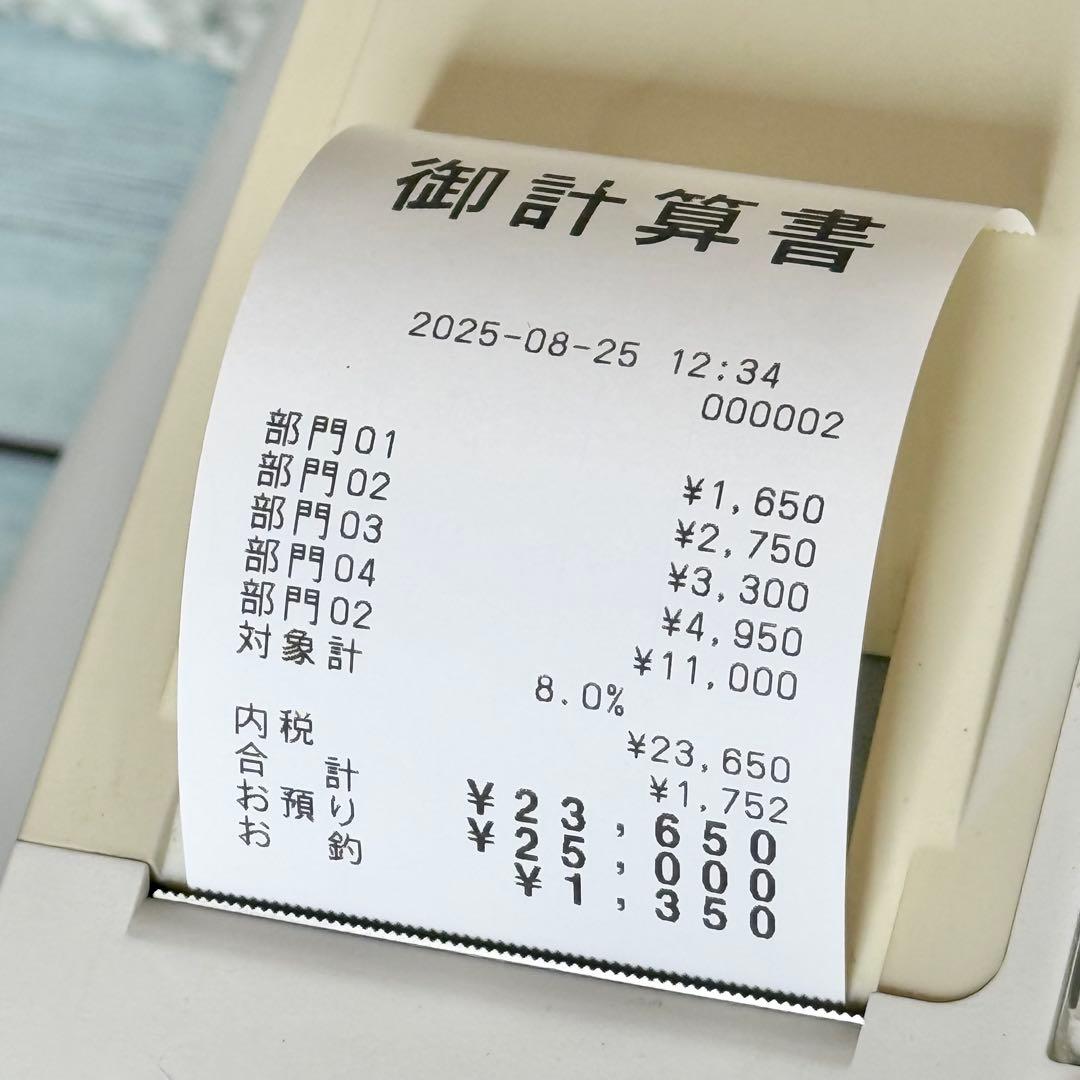 御計算書
2025-08-25 12:34
000002
部門01 ¥1,650
部門02 ¥2,750
部門03 ¥3,300
部門04 ¥4,950
部門02 ¥11,000
対象計 8.0%
¥23,650
内税 ¥1,752
合計 ¥23,650
お預り ¥25,000
お釣 ¥1,350